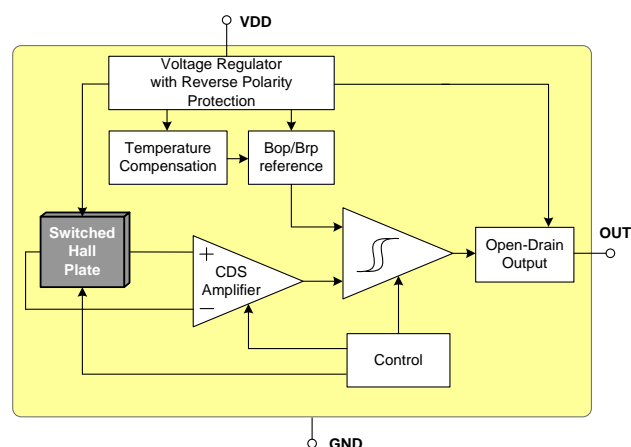 VDD
Voltage Regulator
with Reverse Polarity
Protection
Temperature
Compensation
Bop/Brp
reference
Switched
Hall
Plate
+
CDS
Amplifier
−
Open-Drain
Output
OUT
Control
GND